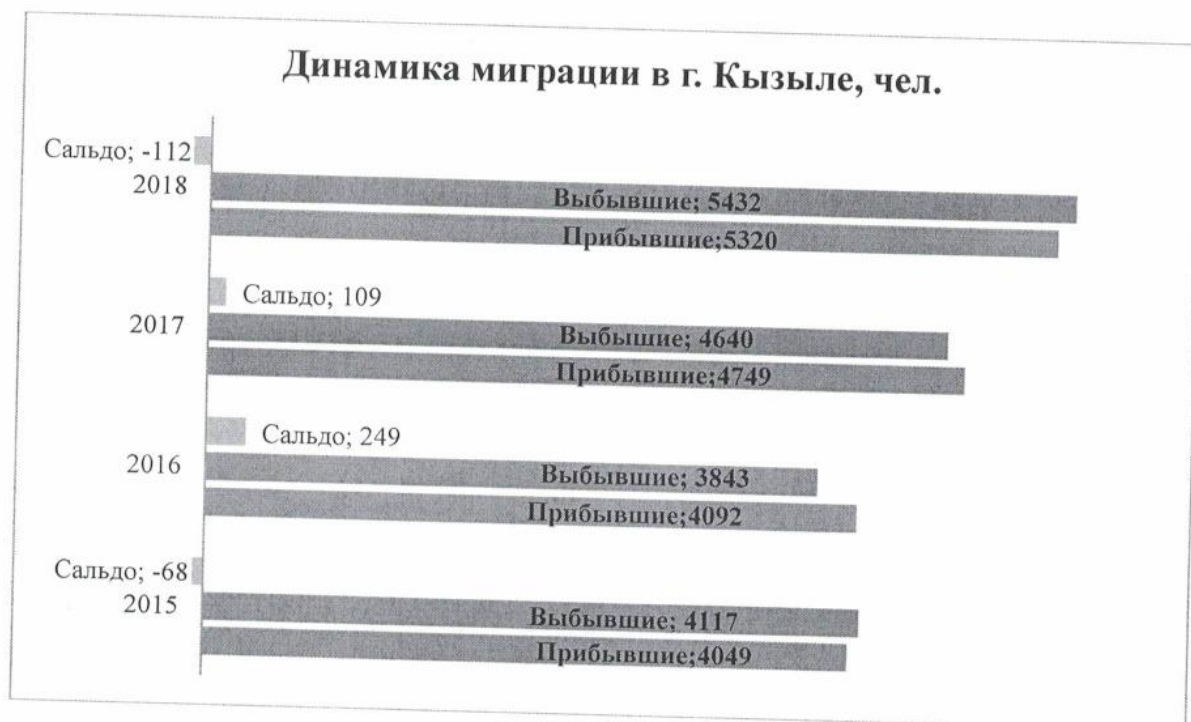 Динамика миграции в г. Кызыле, чел.
Сальдо; -112
2018
Выбывшие; 5432
Прибывшие;5320
Сальдо; 109
2017
Выбышие; 4640
Прибывшие;4749
Сальдо; 249
2016
Выбывшие; 3843
Прибывшие;4092
Сальдо; -68
2015
Выбывшие; 4117
Прибывшие;4049